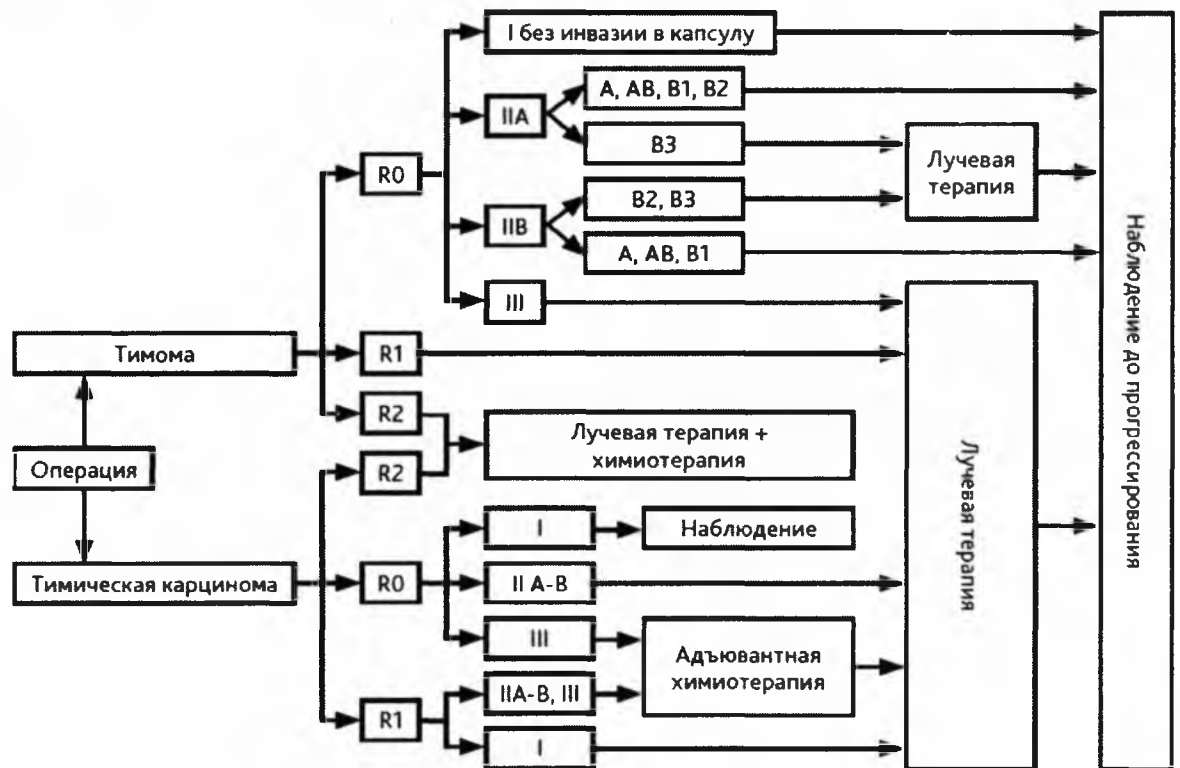 I без инвазии в капсулу
A, AB, B1, B2
IIA
B3
Лучевая
терапия
R0
B2, B3
IIB
A, AB, B1
III
Тимома
R1
R2
Лучевая терапия +
химиотерапия
Операция
R2
I
Наблюдение
Тимическая карцинома
R0
II A-B
III
Адъювантная
химиотерапия
IIA-B, III
R1
I
Лучевая терапия
Наблюдение до прогрессирования